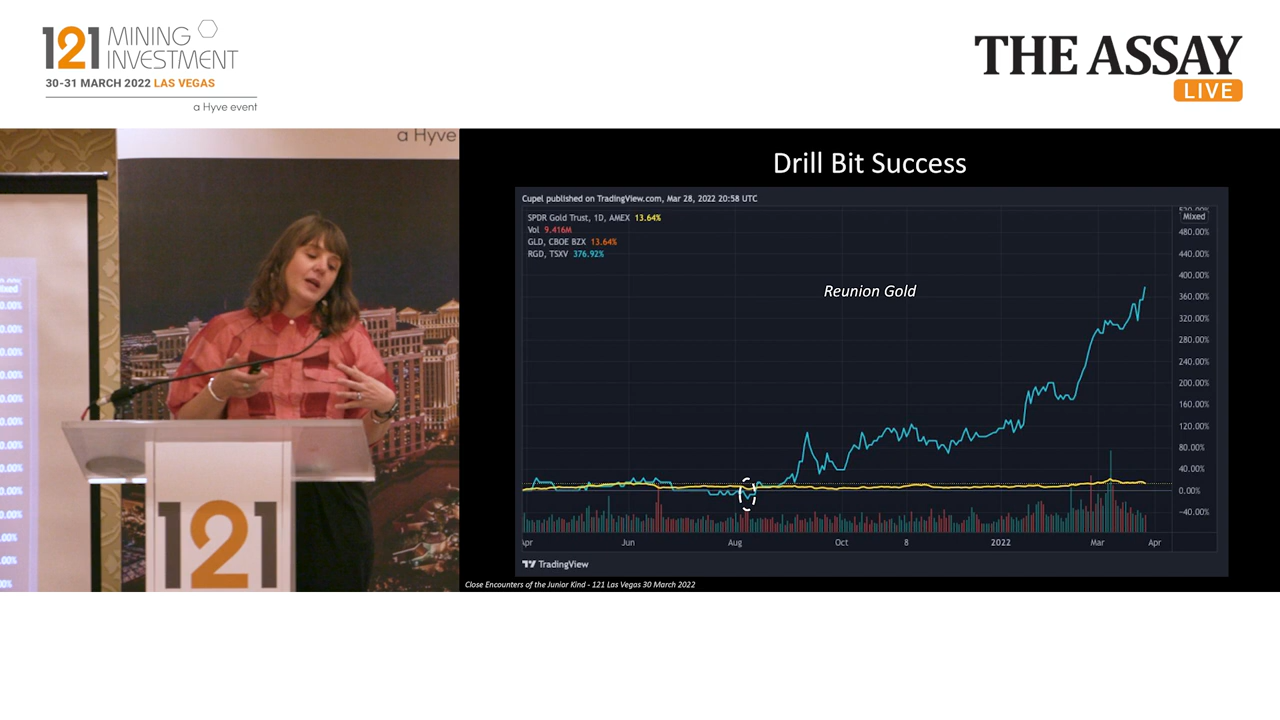 121 MINING INVESTMENT
30-31 MARCH 2022 LAS VEGAS
a Hyve event
THE ASSAY
LIVE
a Hyve
Drill Bit Success
Cupel published on TradingView.com, Mar 28, 2022 20:58 UTC
SPDR Gold Trust, 1D, AMEX 13.64%
Vol 9.416M
GLD, CBOE BZX 13.64%
RGD, TSXV 376.92%
Reunion Gold
520.00%
Mixed
480.00%
440.00%
400.00%
360.00%
320.00%
280.00%
240.00%
200.00%
160.00%
120.00%
80.00%
40.00%
0.00%
-40.00%
Apr Jun Aug Oct 8 2022 Mar Apr
TradingView
Close Encounters of the Junior Kind - 121 Las Vegas 30 March 2022
121